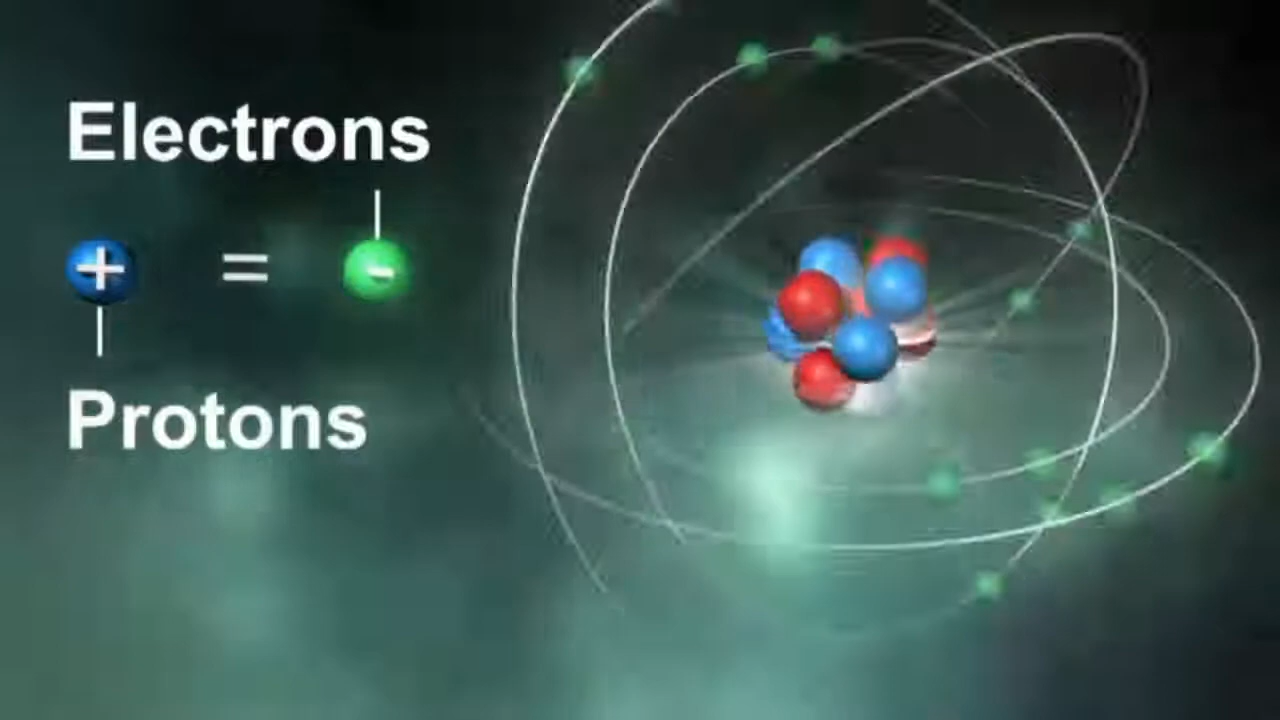 Electrons
+ = -
Protons